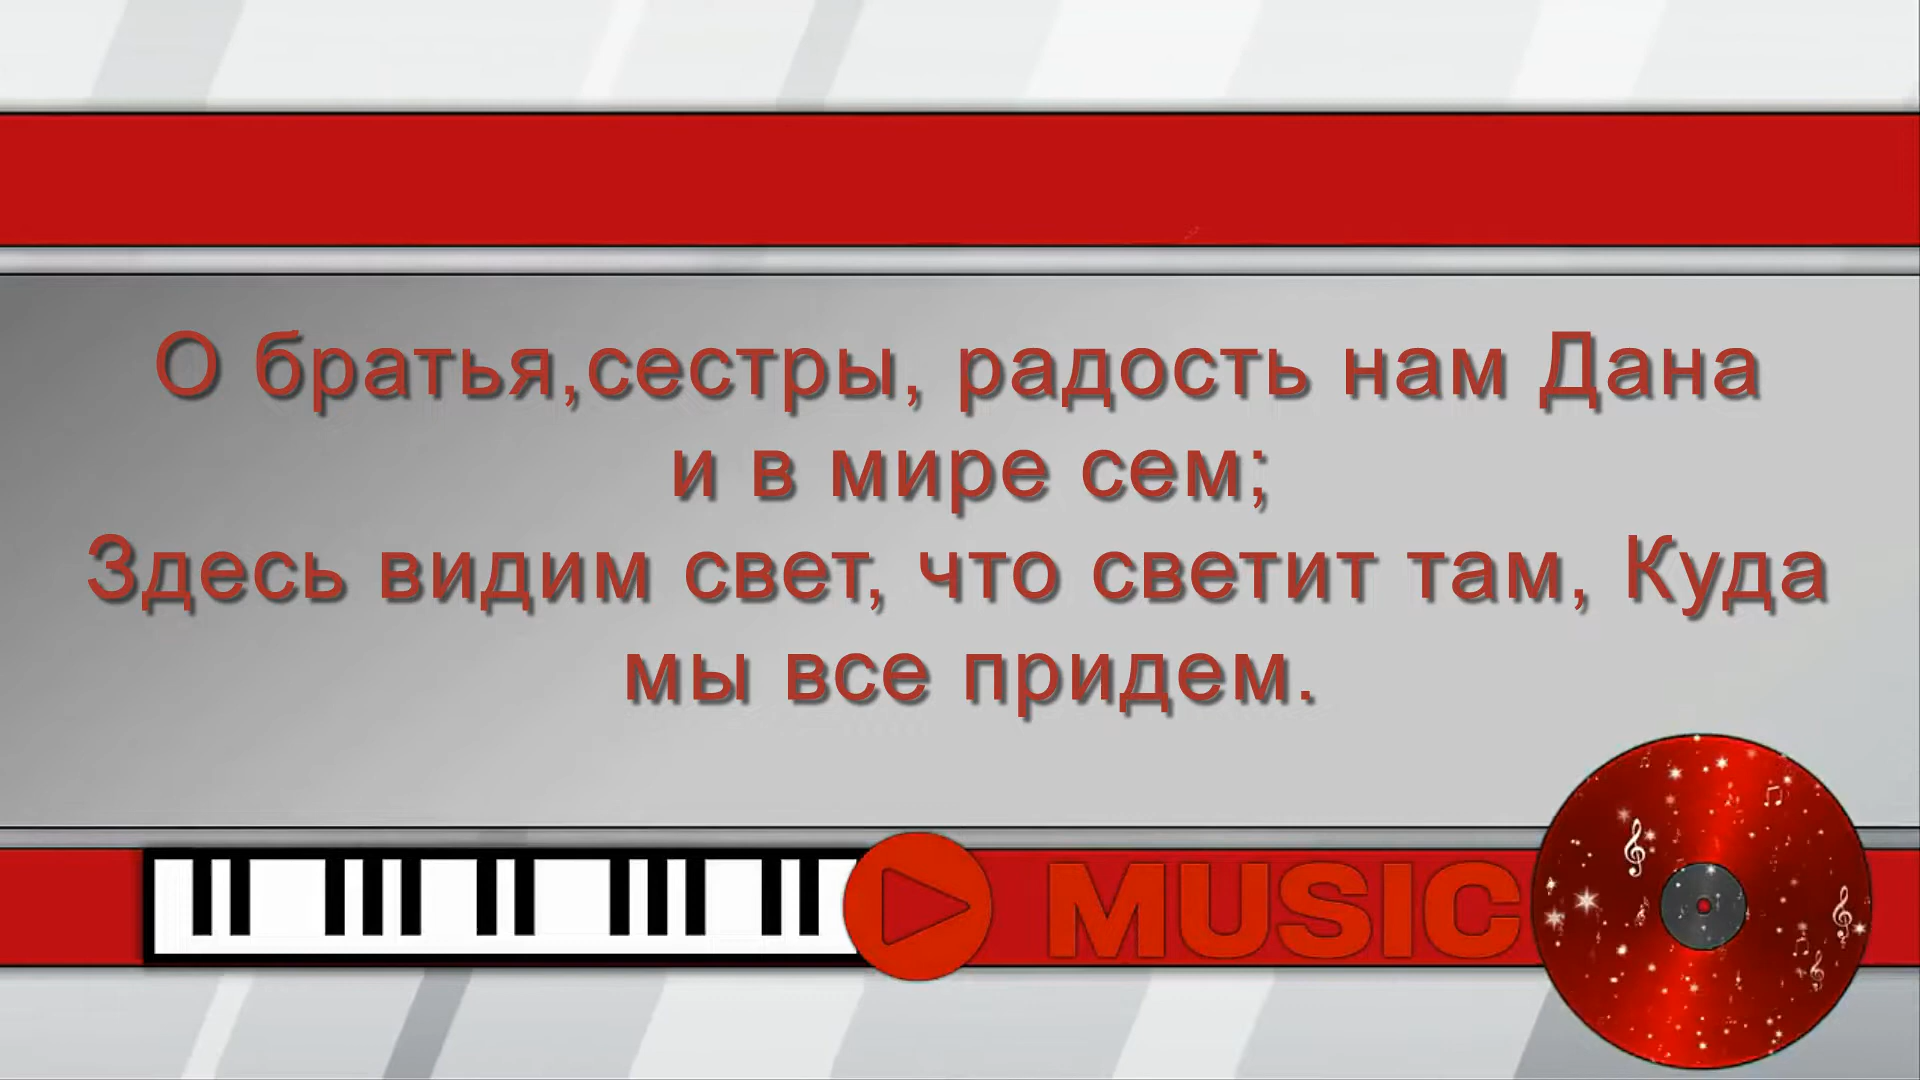 О братья,сестры, радость нам Дана
и в мире сем;
Здесь видим свет, что светит там, Куда
мы все придем.
MUSIC